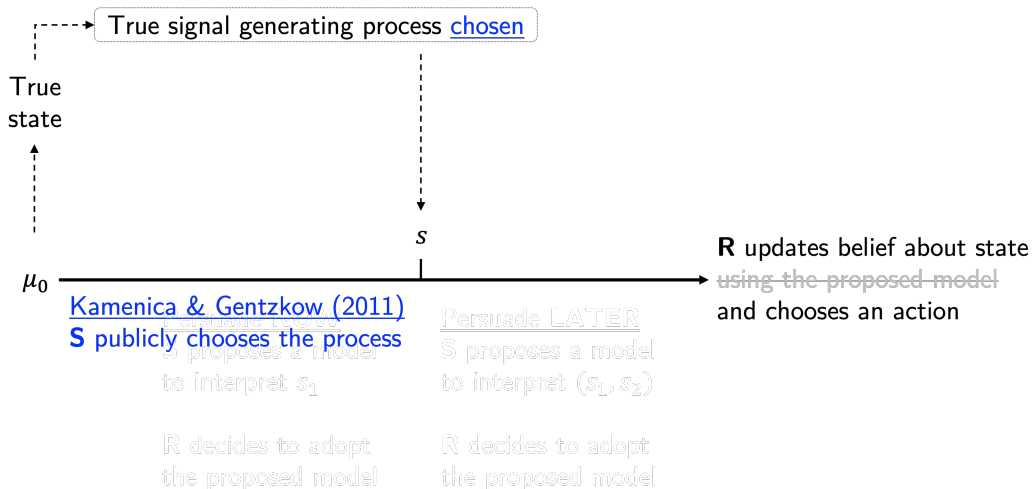 True signal generating process chosen
True
state
s
μ₀
R updates belief about state
using the proposed model
and chooses an action
Kamenica & Gentzkow (2011)
S publicly chooses the process
Persuade NOW
S proposes a model
to interpret s₁
R decides to adopt
the proposed model
Persuade LATER
S proposes a model
to interpret (s₁, s₂)
R decides to adopt
the proposed model